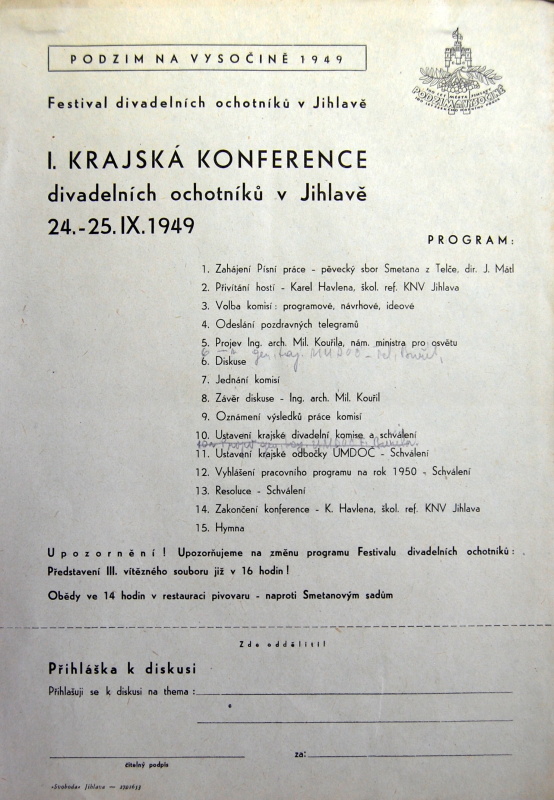 PODZIM NA VYSOČINĚ 1949
PODZIM NA VYSOČINĚ
Festival divadelních ochotníků v Jihlavě
I. KRAJSKÁ KONFERENCE
divadelních ochotníků v Jihlavě
24.-25. IX. 1949
PROGRAM:
1. Zahájení Písní práce - pěvecký sbor Smetana z Telče, dir. J. Mátl
2. Přivítání hostí - Karel Havlena, škol. ref. KNV Jihlava
3. Volba komisí: programové, návrhové, ideové
4. Odeslání pozdravných telegramů
5. Projev Ing. arch. Mil. Kouřila, nám. ministra pro osvětu
6. Diskuse
7. Jednání komisí
8. Závěr diskuse - Ing. arch. Mil. Kouřil
9. Oznámení výsledků práce komisí
10. Ustavení krajské divadelní komise a schválení
11. Ustavení krajské odbočky ÚMDOC - Schválení
12. Vyhlášení pracovního programu na rok 1950 - Schválení
13. Resoluce - Schválení
14. Zakončení konference - K. Havlena, škol. ref. KNV Jihlava
15. Hymna
Upozornění! Upozorňujeme na změnu programu Festivalu divadelních ochotníků:
Představení III. vítězného souboru již v 16 hodin!
Obědy ve 14 hodin v restauraci pivovaru - naproti Smetanovým sadům
Zde oddělit!
Přihláška k diskusi
Přihlašuji se k diskusi na thema:
za:
čitelný podpis
»Svoboda« Jihlava — 2791633